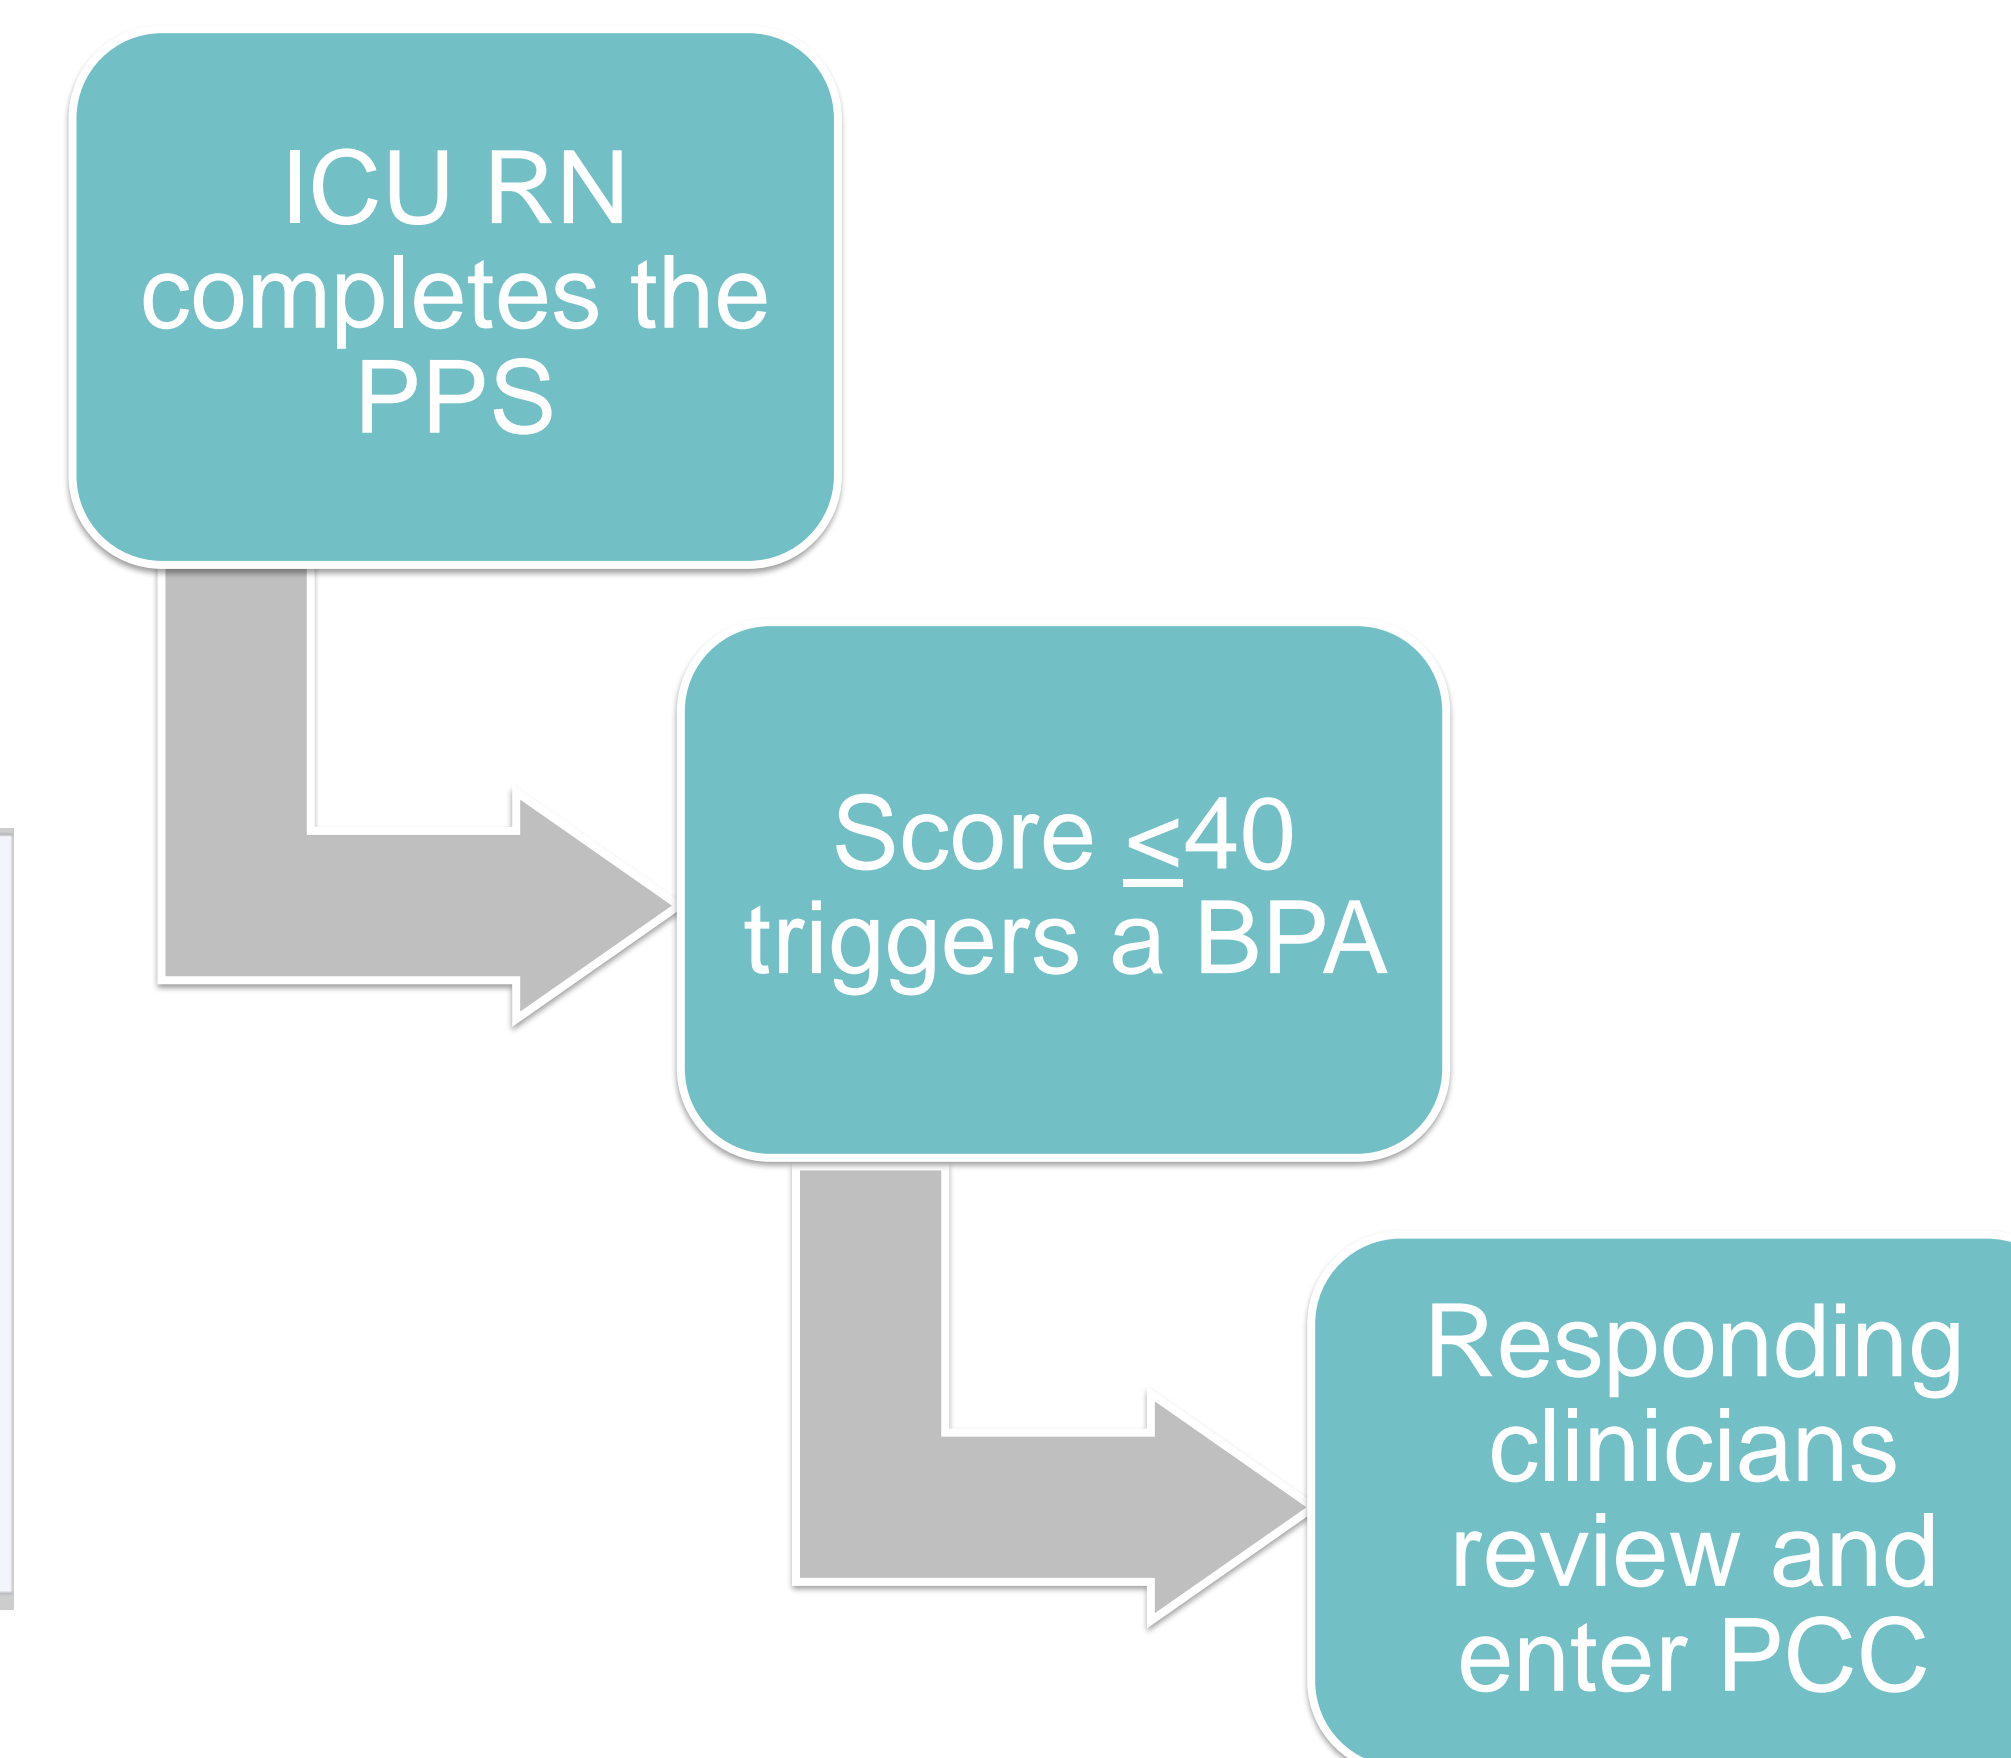 ICU RN
completes the
PPS
Score <40
triggers a BPA
Responding
clinicians
review and
enter PCC